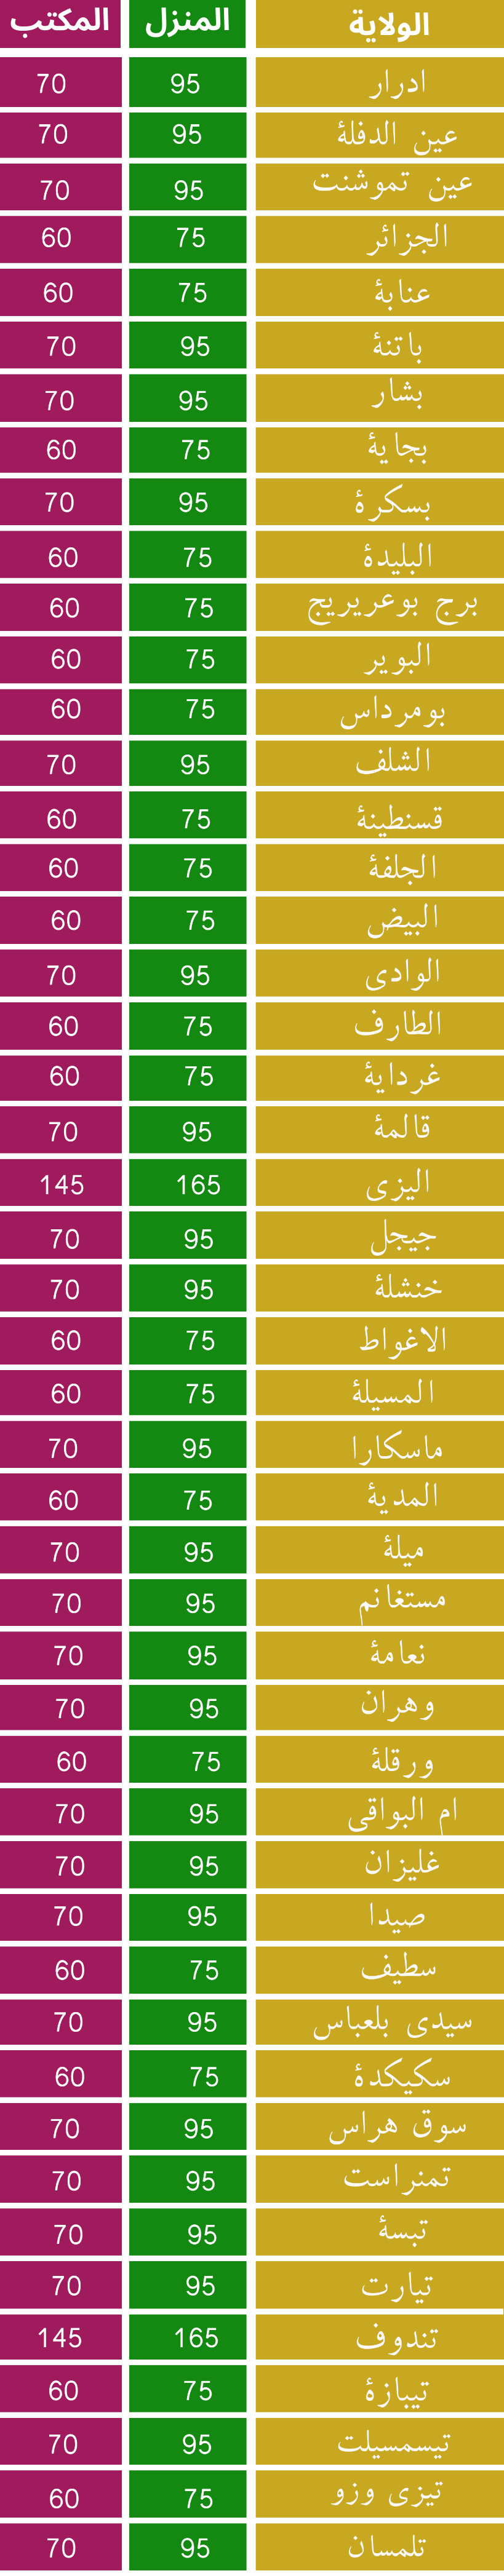 الولاية المنزل المكتب
ادرار 95 70
عين الدفلة 95 70
عين تموشنت 95 70
الجزائر 75 60
عنابة 75 60
باتنة 95 70
بشار 95 70
بجاية 75 60
بسكرة 95 70
البليدة 75 60
برج بوعريريج 75 60
البوير 75 60
بومرداس 75 60
الشلف 95 70
قسنطينة 75 60
الجلفة 75 60
البيض 75 60
الوادى 95 70
الطارف 75 60
غرداية 75 60
قالمة 95 70
اليزى 165 145
جيجل 95 70
خنشلة 95 70
الاغواط 75 60
المسيلة 75 60
ماسكارا 95 70
المدية 75 60
ميلة 95 70
مستغانم 95 70
نعامة 95 70
وهران 95 70
ورقلة 75 60
ام البواقى 95 70
غليزان 95 70
صيدا 95 70
سطيف 75 60
سيدى بلعباس 95 70
سكيكدة 75 60
سوق هراس 95 70
تمنراست 95 70
تبسة 95 70
تيارت 95 70
تندوف 165 145
تيبازة 75 60
تيسمسيلت 95 70
تيزى وزو 75 60
تلمسان 95 70